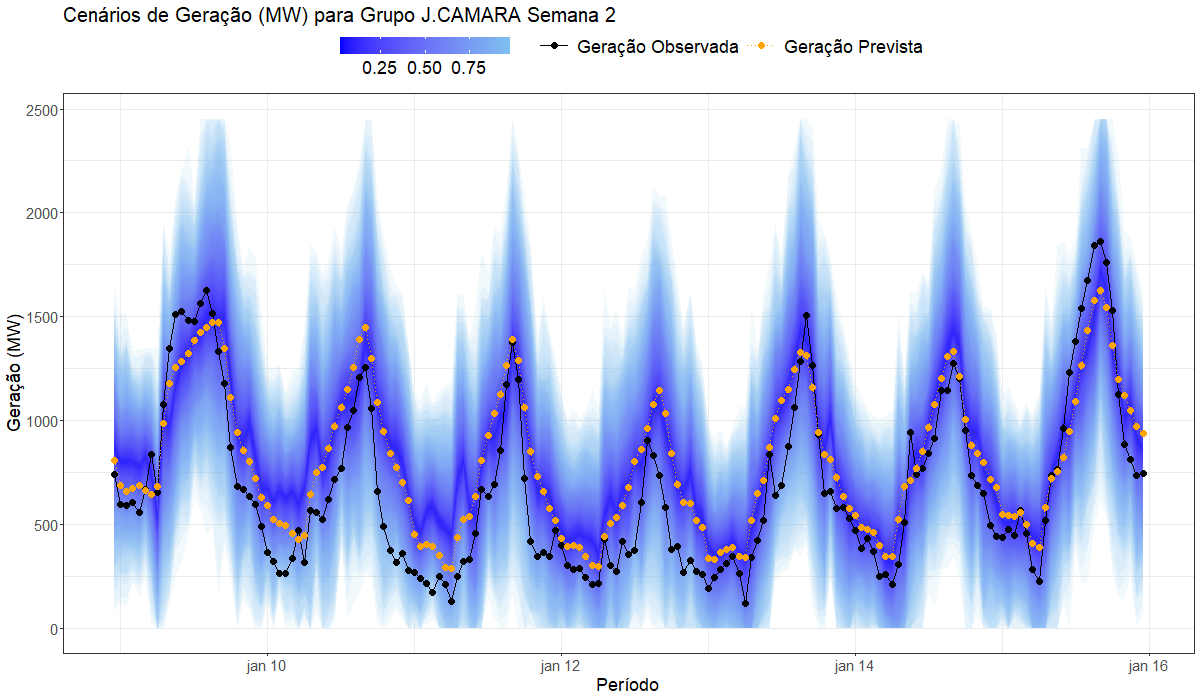 Cenários de Geração (MW) para Grupo J.CAMARA Semana 2
0.25 0.50 0.75
Geração Observada
Geração Prevista
Geração (MW)
2500
2000
1500
1000
500
0
jan 10
jan 12
jan 14
jan 16
Período